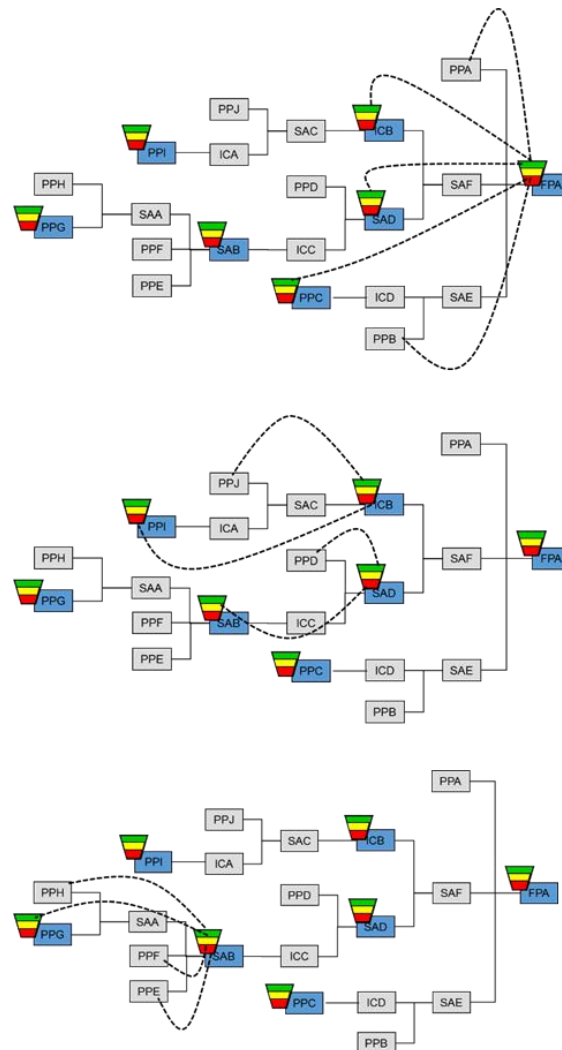 PPA
PPJ
ICB
SAC
PPI
ICA
PPH
PPD
SAF
FPA
SAA
PPG
SAD
PPF
SAB
ICC
PPE
PPC
ICD
SAE
PPB
PPA
PPJ
SAC
ICB
PPI
ICA
PPH
PPD
SAF
FPA
SAA
PPG
SAD
PPF
SAB
ICC
PPE
PPC
ICD
SAE
PPB
PPA
PPJ
SAC
ICB
PPI
ICA
PPH
PPD
SAF
FPA
SAA
PPG
SAD
PPF
SAB
ICC
PPE
PPC
ICD
SAE
PPB